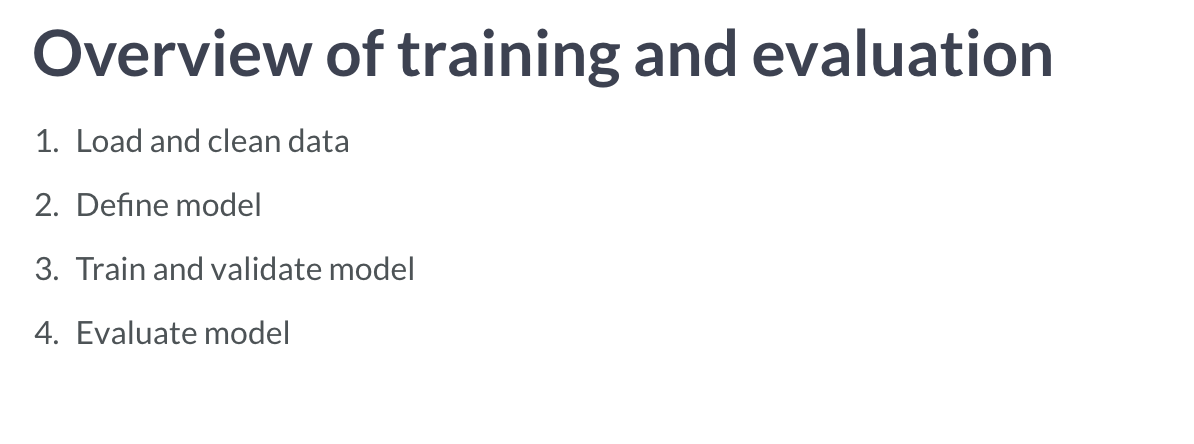 Overview of training and evaluation
1. Load and clean data
2. Define model
3. Train and validate model
4. Evaluate model